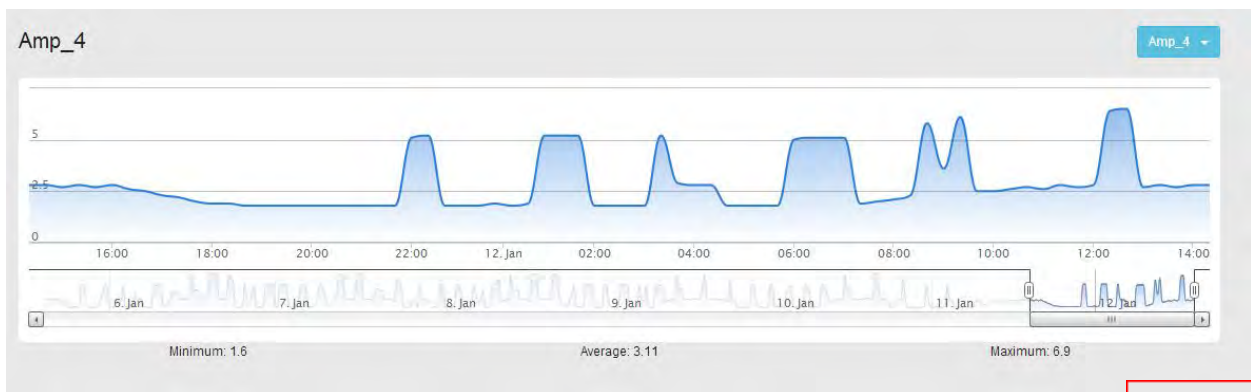 Amp_4
Amp_4
5
2.5
0
16:00 18:00 20:00 22:00 12. Jan 02:00 04:00 06:00 08:00 10:00 12:00 14:00
6. Jan 7. Jan 8. Jan 9. Jan 10. Jan 11. Jan 12. Jan
Minimum: 1.6 Average: 3.11 Maximum: 6.9